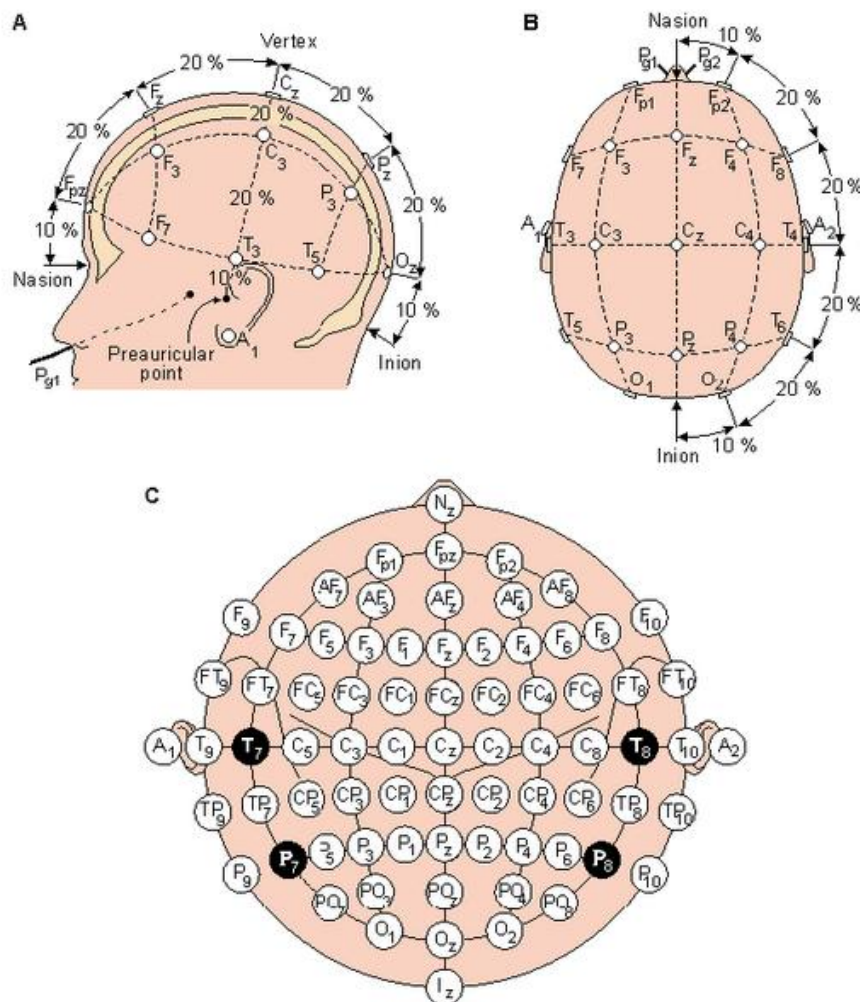 A
Vertex
20 %
20 %
Fz
Cz
20 %
20 %
20 %
20 %
C3
F3
Pz
Fpz
20 %
P3
20 %
F7
10 %
T3
T5
Oz
Nasion
10%
10 %
A1
Preauricular
point
Inion
Pg1
B
Nasion
10 %
Pg1
Pg2
Fp1
Fp2
20 %
F7
F3
Fz
F4
F8
20 %
A1
T3
C3
Cz
C4
T4
A2
20 %
T5
P3
Pz
P4
T6
O1
O2
20 %
10 %
Inion
C
Nz
Fp1 Fpz Fp2
AF7 AF3 AFz AF4 AF8
F9 F7 F5 F3 F1 Fz F2 F4 F6 F8 F10
FT9 FT7 FC5 FC3 FC1 FCz FC2 FC4 FC6 FT8 FT10
A1 T9 T7 C5 C3 C1 Cz C2 C4 C8 T8 T10 A2
TP9 TP7 CP5 CP3 CP1 CPz CP2 CP4 CP6 TP8 TP10
P9 P7 P5 P3 P1 Pz P2 P4 P6 P8 P10
PO7 PO3 POz PO4 PO8
O1 Oz O2
Iz